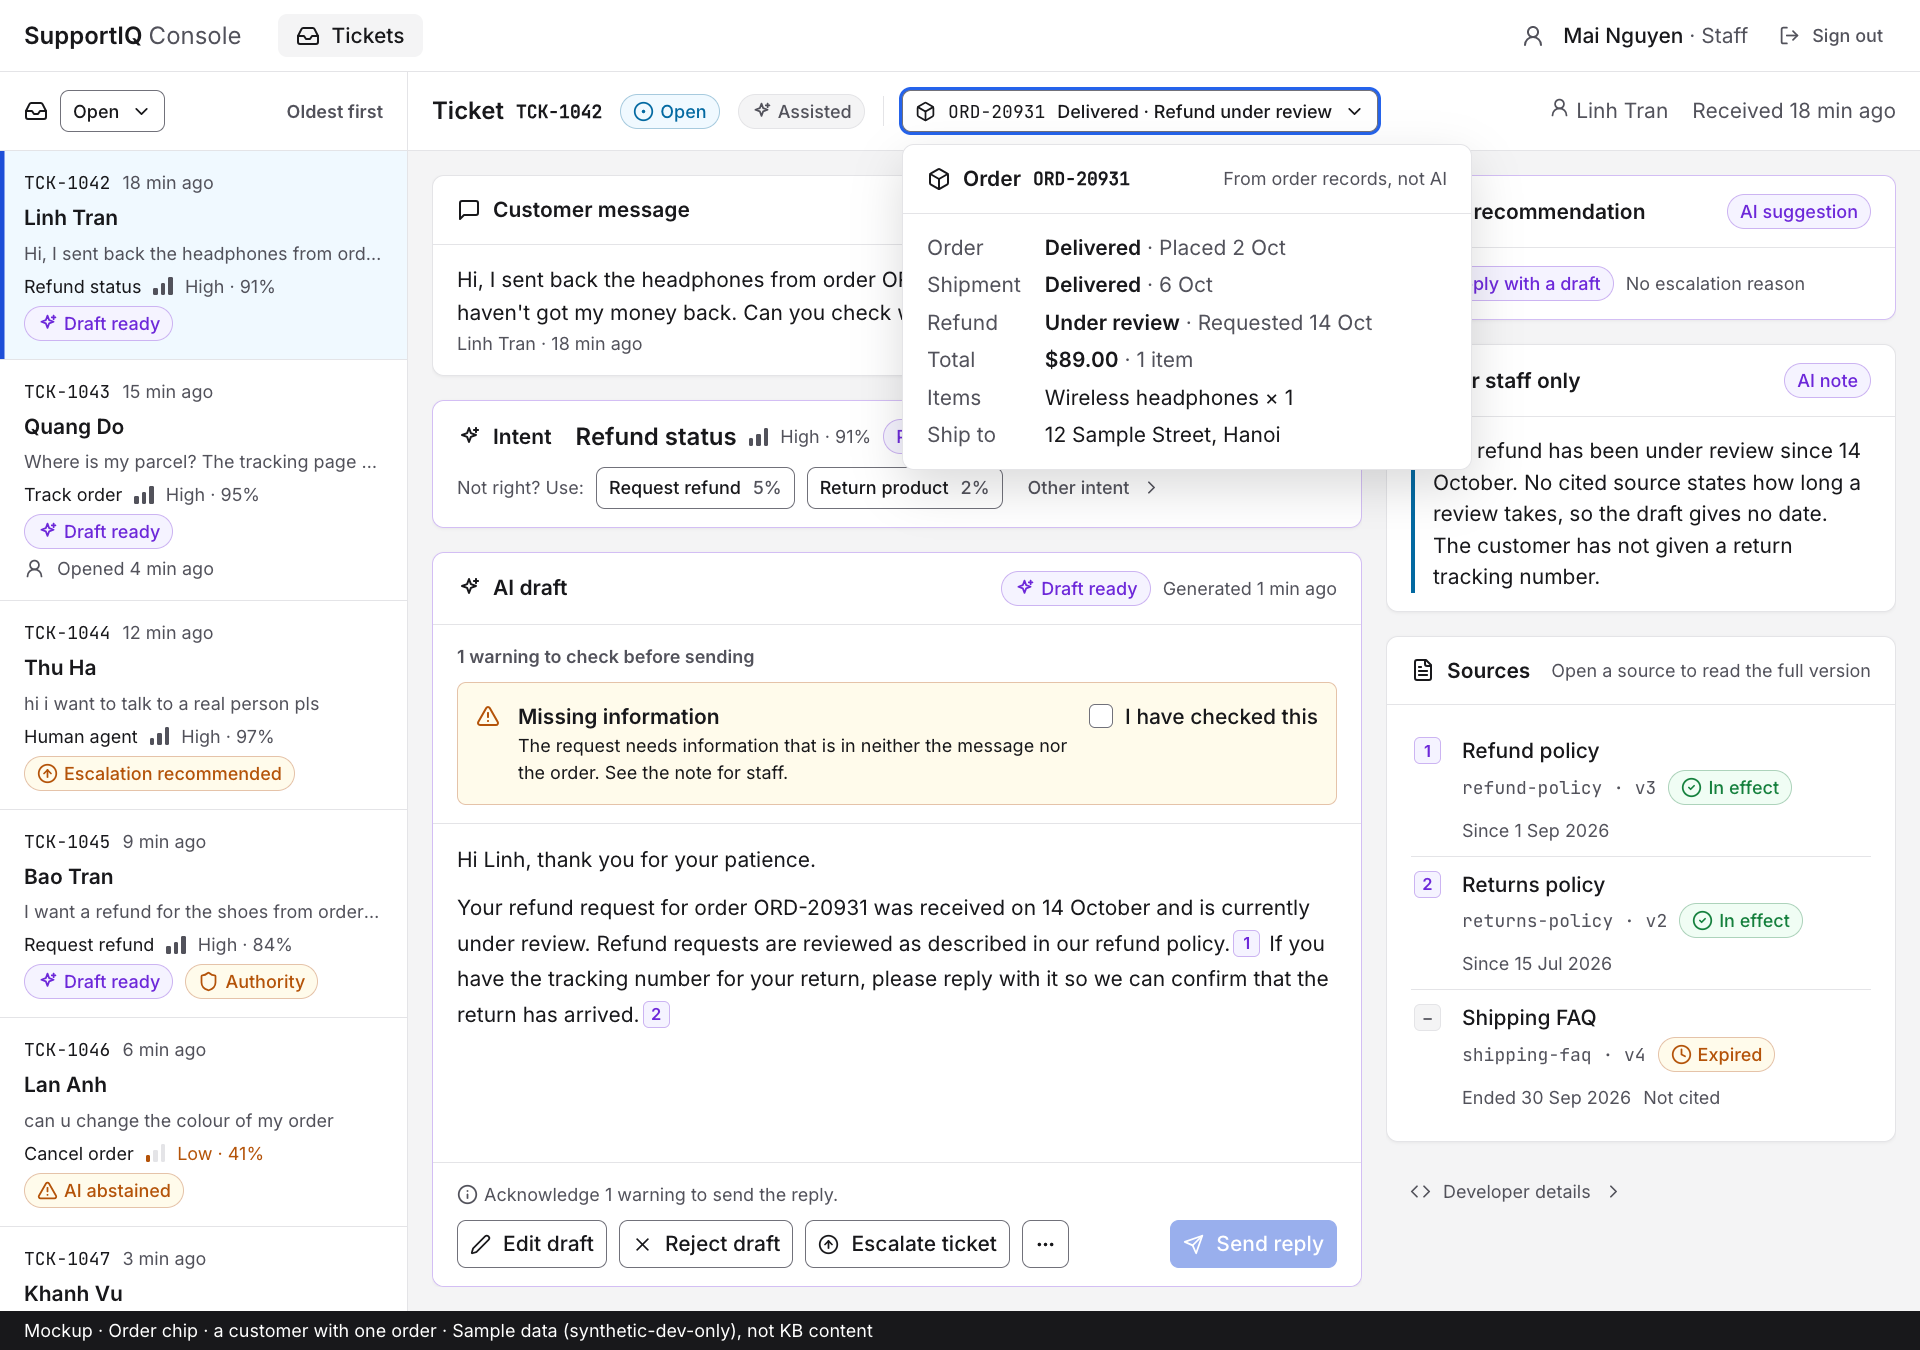 SupportIQ Console
Tickets
Mai Nguyen · Staff
Sign out
Open
Oldest first
TCK-1042 18 min ago
Linh Tran
Hi, I sent back the headphones from ord...
Refund status High · 91%
Draft ready
TCK-1043 15 min ago
Quang Do
Where is my parcel? The tracking page ...
Track order High · 95%
Draft ready
Opened 4 min ago
TCK-1044 12 min ago
Thu Ha
hi i want to talk to a real person pls
Human agent High · 97%
Escalation recommended
TCK-1045 9 min ago
Bao Tran
I want a refund for the shoes from order...
Request refund High · 84%
Draft ready Authority
TCK-1046 6 min ago
Lan Anh
can u change the colour of my order
Cancel order Low · 41%
AI abstained
TCK-1047 3 min ago
Khanh Vu
Ticket TCK-1042 Open Assisted
ORD-20931 Delivered · Refund under review
Linh Tran Received 18 min ago
Order ORD-20931 From order records, not AI
Order Delivered · Placed 2 Oct
Shipment Delivered · 6 Oct
Refund Under review · Requested 14 Oct
Total $89.00 · 1 item
Items Wireless headphones × 1
Ship to 12 Sample Street, Hanoi
Customer message
Hi, I sent back the headphones from order
haven't got my money back. Can you check
Linh Tran · 18 min ago
Intent Refund status High · 91%
Not right? Use: Request refund 5% Return product 2% Other intent
AI draft Draft ready Generated 1 min ago
1 warning to check before sending
Missing information I have checked this
The request needs information that is in neither the message nor
the order. See the note for staff.
Hi Linh, thank you for your patience.
Your refund request for order ORD-20931 was received on 14 October and is currently
under review. Refund requests are reviewed as described in our refund policy. 1 If you
have the tracking number for your return, please reply with it so we can confirm that the
return has arrived. 2
Acknowledge 1 warning to send the reply.
Edit draft Reject draft Escalate ticket ... Send reply
recommendation AI suggestion
with a draft No escalation reason
staff only AI note
refund has been under review since 14
October. No cited source states how long a
review takes, so the draft gives no date.
The customer has not given a return
tracking number.
Sources Open a source to read the full version
1 Refund policy
refund-policy · v3 In effect
Since 1 Sep 2026
2 Returns policy
returns-policy · v2 In effect
Since 15 Jul 2026
– Shipping FAQ
shipping-faq · v4 Expired
Ended 30 Sep 2026 Not cited
Developer details
Mockup · Order chip · a customer with one order · Sample data (synthetic-dev-only), not KB content